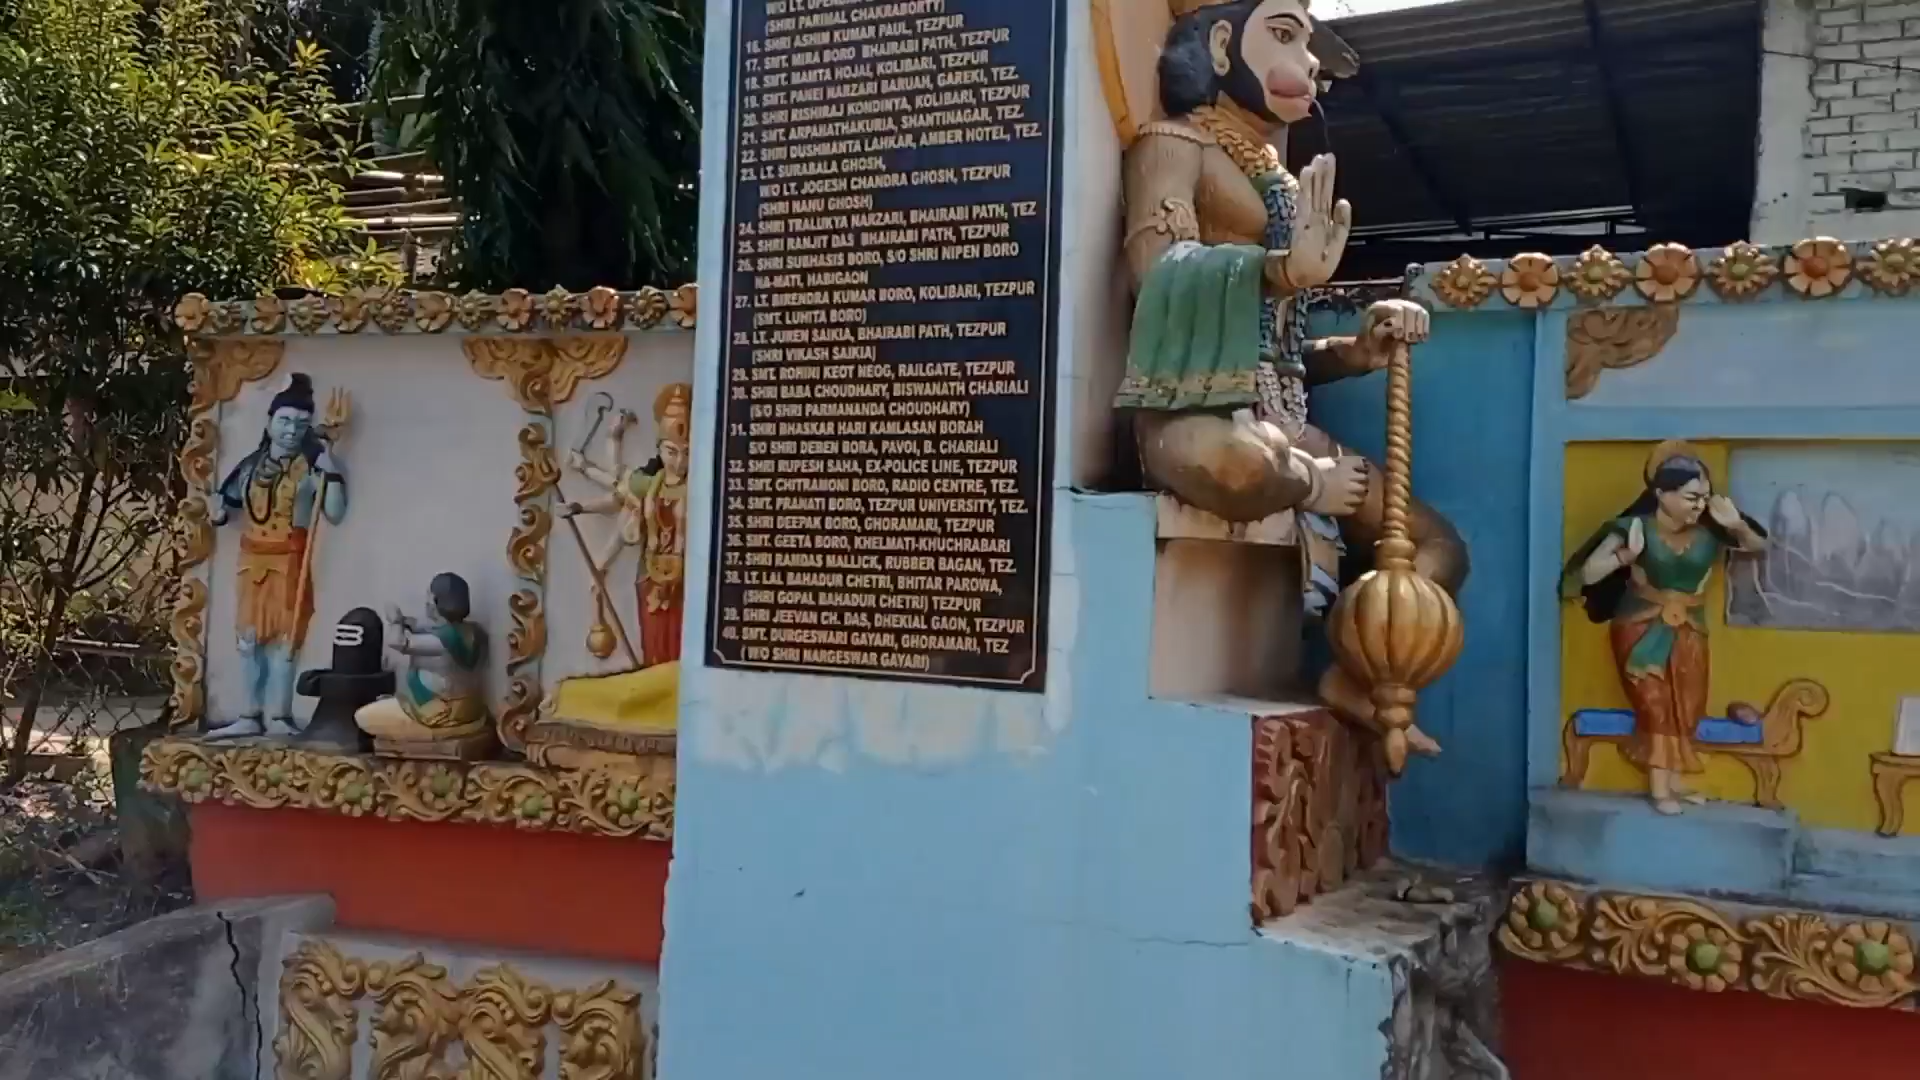 W/O LT. UPENDRA
(SHRI PARIMAL CHAKRABORTY)
16. SHRI ASHIM KUMAR PAUL, TEZPUR
17. SMT. MIRA BORO BHAIRABI PATH, TEZPUR
18. SMT. MAMTA HOJAI, KOLIBARI, TEZPUR
19. SMT. PANEI NARZARI BARUAH, GAREKI, TEZ.
20. SHRI RISHIRAJ KONDINYA, KOLIBARI, TEZPUR
21. SMT. ARPANATHAKURIA, SHANTINAGAR, TEZ.
22. SHRI DUSHMANTA LAHKAR, AMBER HOTEL, TEZ.
23. LT. SURABALA GHOSH,
W/O LT. JOGESH CHANDRA GHOSH, TEZPUR
(SHRI NANU GHOSH)
24. SHRI TRALUKYA NARZARI, BHAIRABI PATH, TEZ
25. SHRI RANJIT DAS BHAIRABI PATH, TEZPUR
26. SHRI SUBHASIS BORO, S/O SHRI NIPEN BORO
NA-MATI, HABIGAON
27. LT. BIRENDRA KUMAR BORO, KOLIBARI, TEZPUR
(SMT. LUHITA BORO)
28. LT. JUREN SAIKIA, BHAIRABI PATH, TEZPUR
(SHRI VIKASH SAIKIA)
29. SMT. ROHINI KEOT NEOG, RAILGATE, TEZPUR
30. SHRI BABA CHOUDHARY, BISWANATH CHARIALI
(S/O SHRI PARMANANDA CHOUDHARY)
31. SHRI BHASKAR HARI KAMLASAN BORAH
S/O SHRI DEBEN BORA, PAVOI, B. CHARIALI
32. SHRI RUPESH SAHA, EX-POLICE LINE, TEZPUR
33. SMT. CHITRAMONI BORO, RADIO CENTRE, TEZ.
34. SMT. PRANATI BORO, TEZPUR UNIVERSITY, TEZ.
35. SHRI DEEPAK BORO, GHORAMARI, TEZPUR
36. SMT. GEETA BORO, KHELMATI-KHUCHRABARI
37. SHRI RAMDAS MALLICK, RUBBER BAGAN, TEZ.
38. LT. LAL BAHADUR CHETRI, BHITAR PAROWA,
(SHRI GOPAL BAHADUR CHETRI) TEZPUR
39. SHRI JEEVAN CH. DAS, DHEKIAL GAON, TEZPUR
40. SMT. DURGESWARI GAYARI, GHORAMARI, TEZ
( W/O SHRI NARGESWAR GAYARI)